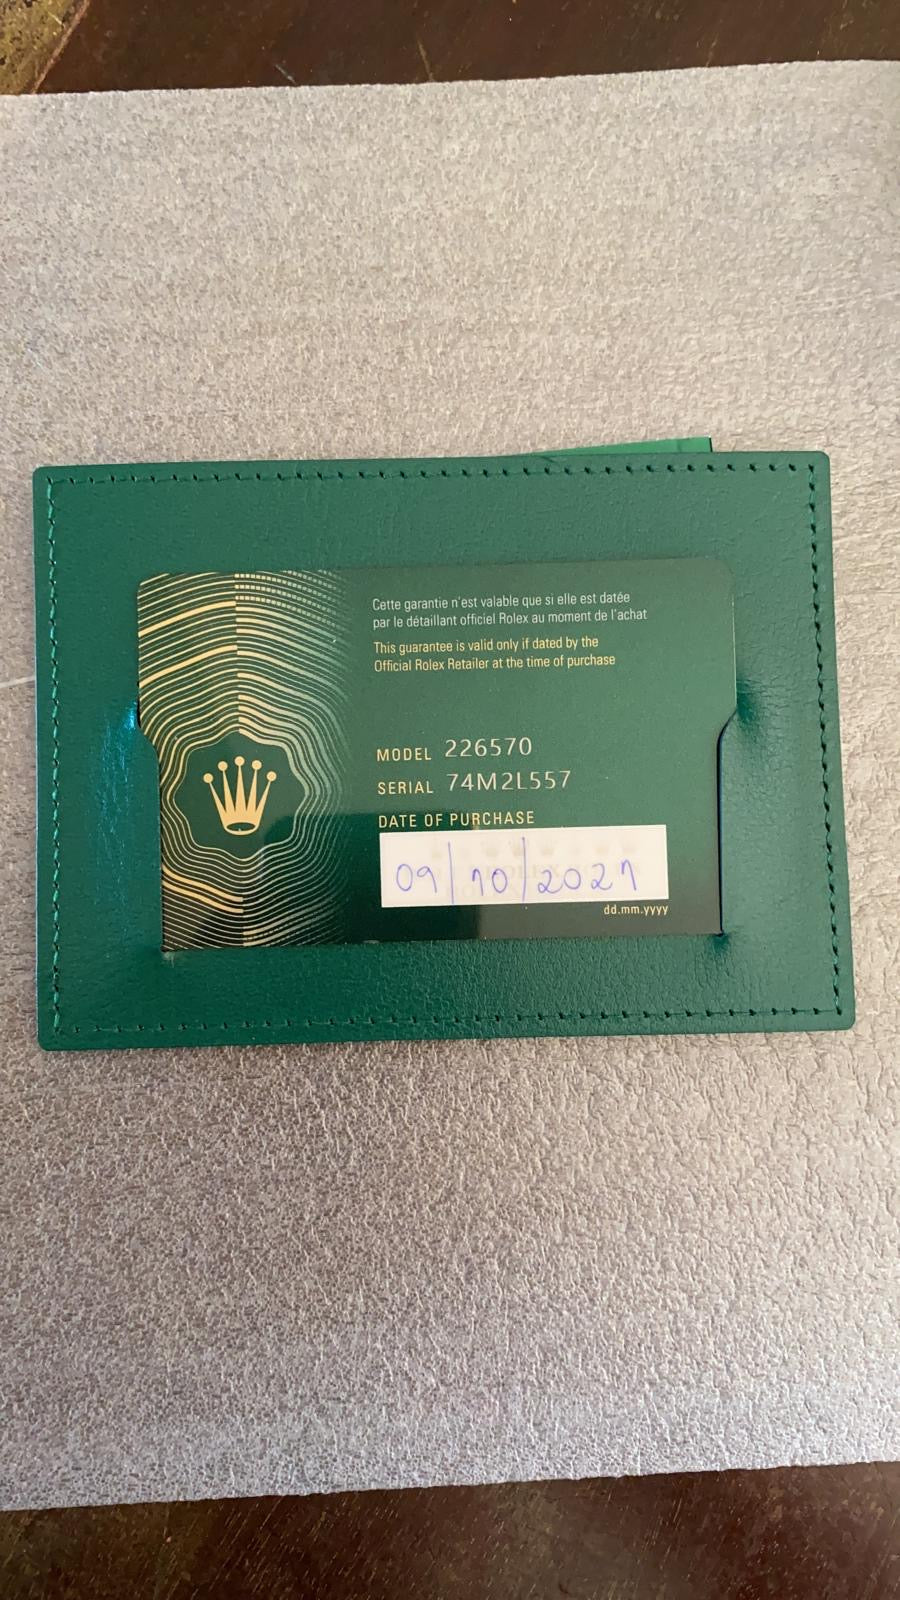 Cette garantie n'est valable que si elle est datée
par le détaillant officiel Rolex au moment de l'achat
This guarantee is valid only if dated by the
Official Rolex Retailer at the time of purchase
MODEL 226570
SERIAL 74M2L557
DATE OF PURCHASE
09/10/2021
dd.mm.yyyy